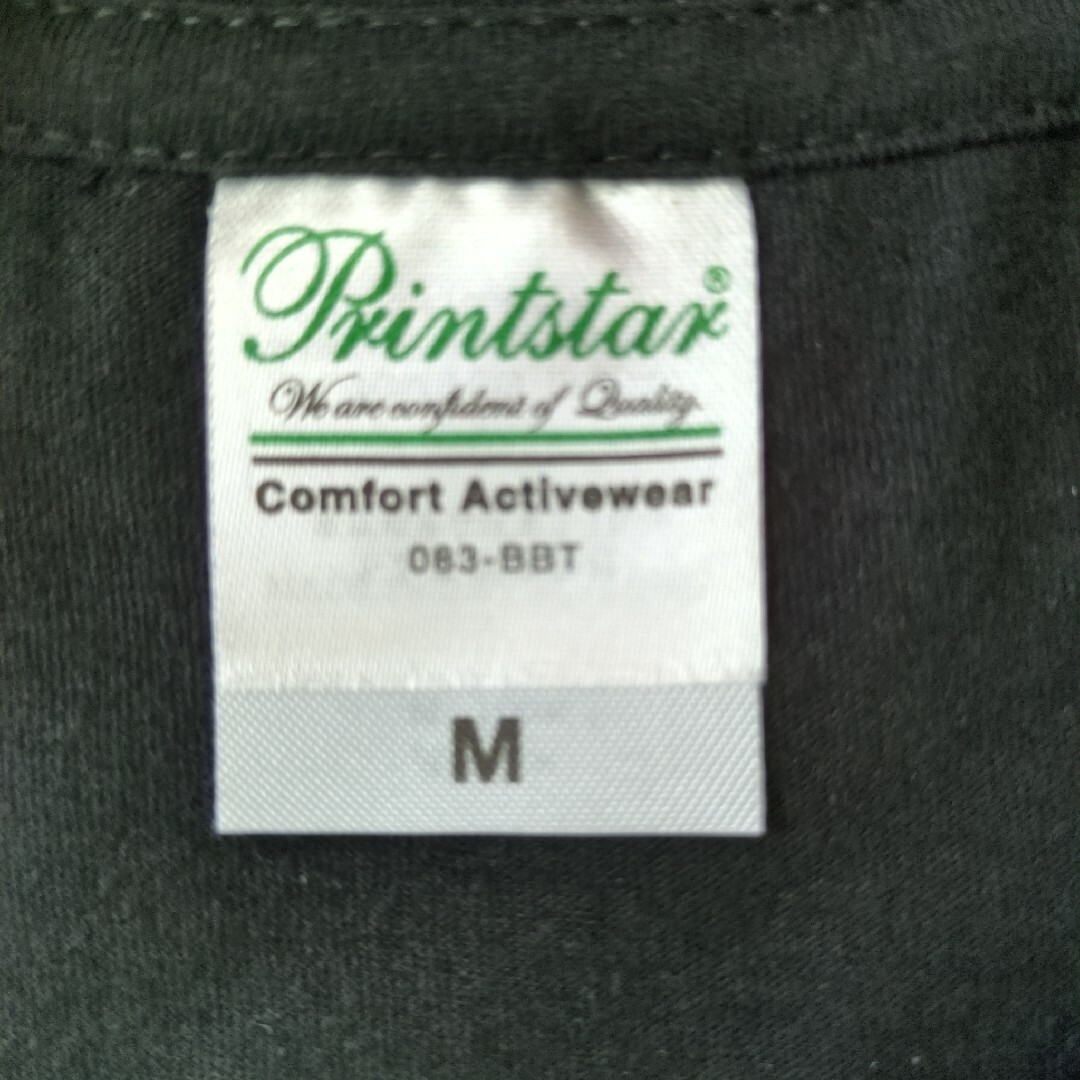 Printstar®
We are confident of Quality.
Comfort Activewear
083-BBT
M